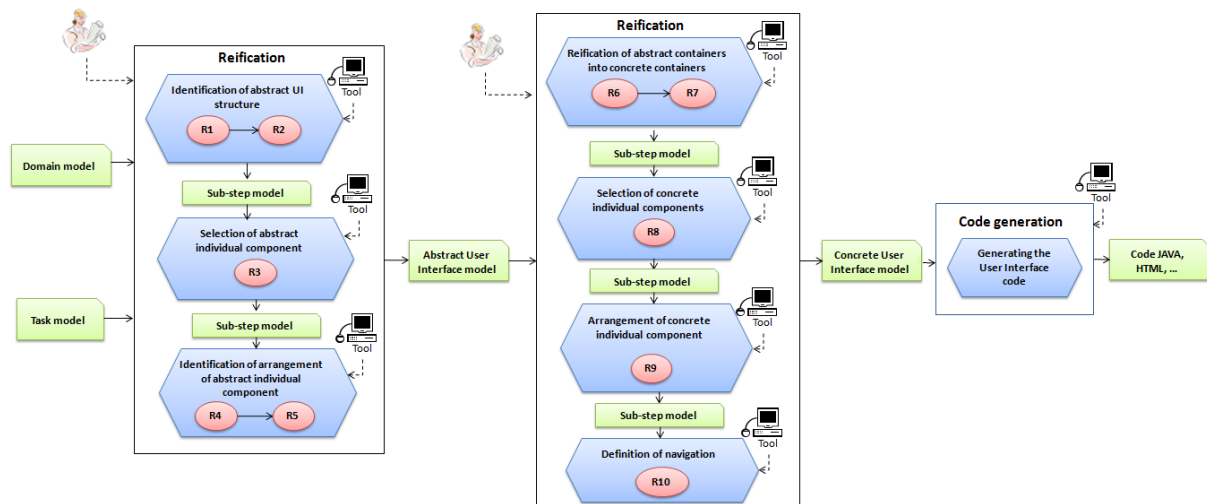 Domain model
Task model
Reification
Tool
Identification of abstract UI
structure
R1
R2
Sub-step model
Tool
Selection of abstract
individual component
R3
Sub-step model
Tool
Identification of arrangement
of abstract individual
component
R4
R5
Abstract User
Interface model
Reification
Tool
Reification of abstract containers
into concrete containers
R6
R7
Sub-step model
Tool
Selection of concrete
individual components
R8
Sub-step model
Tool
Arrangement of concrete
individual component
R9
Sub-step model
Tool
Definition of navigation
R10
Concrete User
Interface model
Tool
Code generation
Generating the
User Interface
code
Code JAVA,
HTML, ...